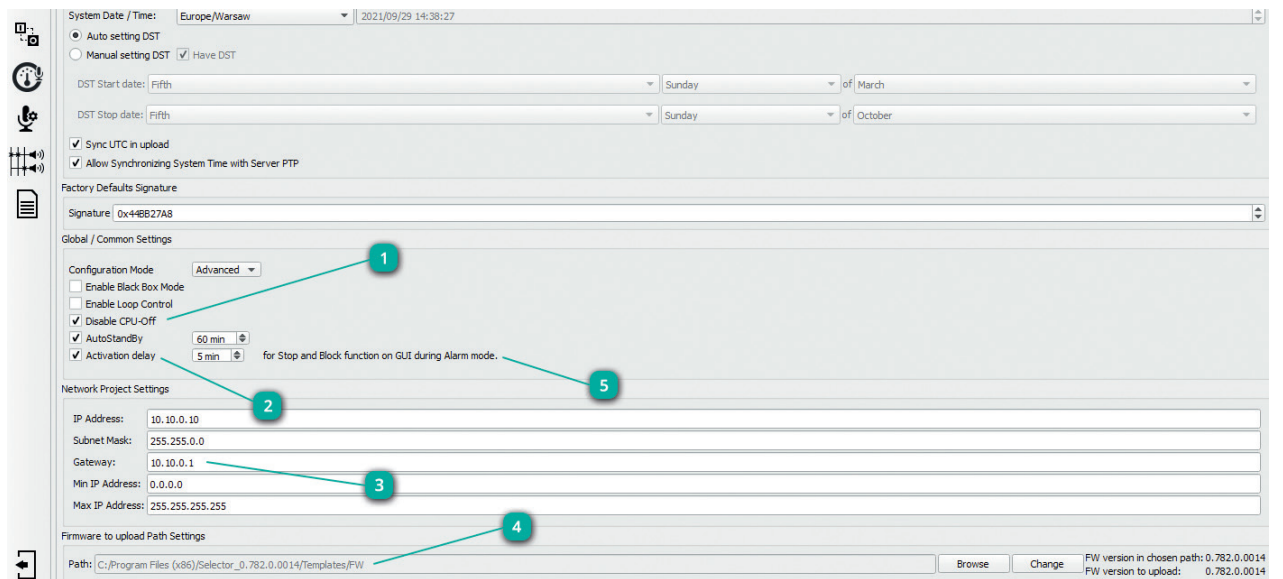 System Date / Time: Europe/Warsaw 2021/09/29 14:38:27
Auto setting DST
Manual setting DST Have DST
DST Start date: Fifth Sunday of March
DST Stop date: Fifth Sunday of October
Sync UTC in upload
Allow Synchronizing System Time with Server PTP
Factory Defaults Signature
Signature 0x44BB27A8
Global / Common Settings
1
Configuration Mode Advanced
Enable Black Box Mode
Enable Loop Control
Disable CPU-Off
AutoStandBy 60 min
Activation delay 5 min for Stop and Block function on GUI during Alarm mode.
5
Network Project Settings
2
IP Address: 10.10.0.10
Subnet Mask: 255.255.0.0
Gateway: 10.10.0.1
3
Min IP Address: 0.0.0.0
Max IP Address: 255.255.255.255
4
Firmware to upload Path Settings
Path: C:/Program Files (x86)/Selector_0.782.0.0014/Templates/FW Browse Change FW version in chosen path: 0.782.0.0014
FW version to upload: 0.782.0.0014